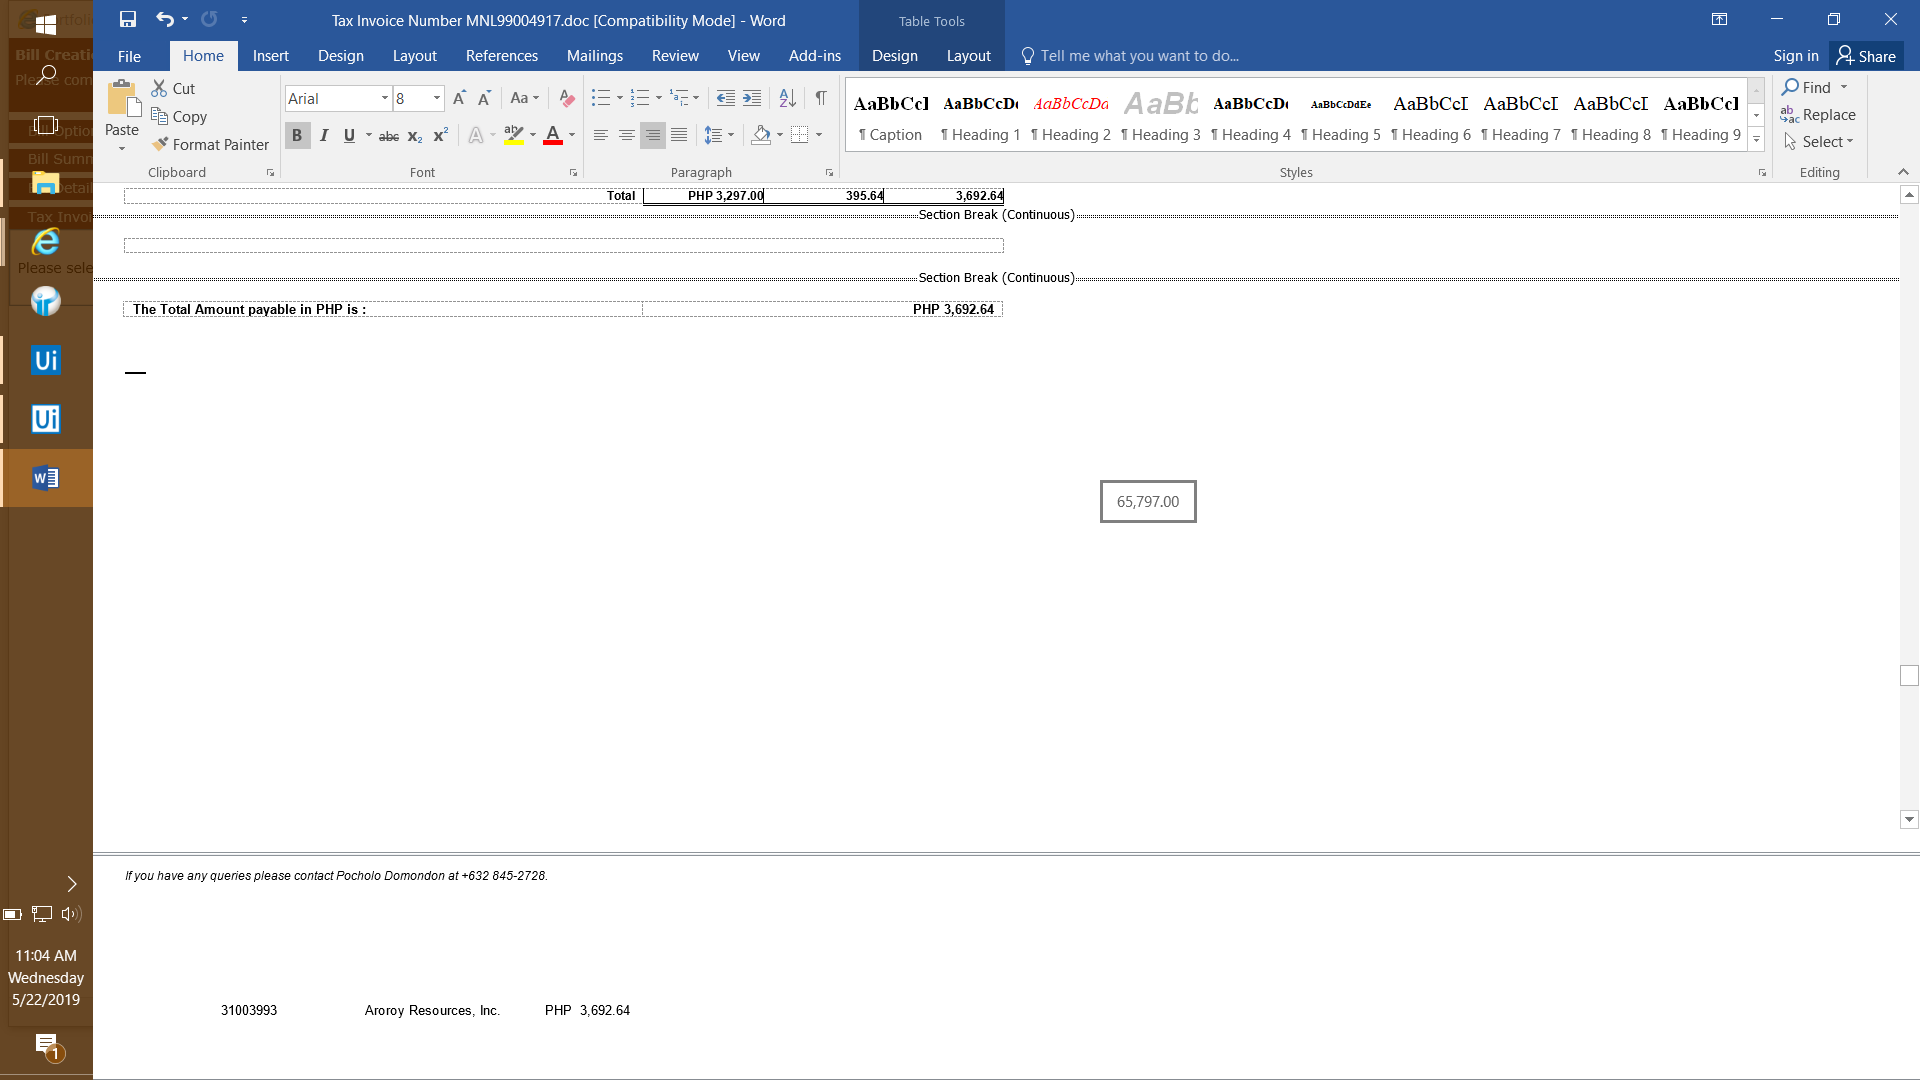 Tax Invoice Number MNL99004917.doc [Compatibility Mode] - Word
Table Tools
File Home Insert Design Layout References Mailings Review View Add-ins Design Layout Tell me what you want to do... Sign in Share
Paste
Cut
Copy
Format Painter
Clipboard
Arial 8
Font
Paragraph
AaBbCcI AaBbCcDc AaBbCcDd AaBb AaBbCcDc AaBbCcDdEe AaBbCcI AaBbCcI AaBbCcI AaBbCcI
¶ Caption ¶ Heading 1 ¶ Heading 2 ¶ Heading 3 ¶ Heading 4 ¶ Heading 5 ¶ Heading 6 ¶ Heading 7 ¶ Heading 8 ¶ Heading 9
Styles
Find
Replace
Select
Editing
Total PHP 3,297.00 395.64 3,692.64
Section Break (Continuous)
Section Break (Continuous)
The Total Amount payable in PHP is : PHP 3,692.64
65,797.00
If you have any queries please contact Pocholo Domondon at +632 845-2728.
31003993 Aroroy Resources, Inc. PHP 3,692.64
Bill Creati
Please com
Bill Option
Bill Summ
Detail
Tax Invoi
Please sele
Ui
Ui
11:04 AM
Wednesday
5/22/2019
1